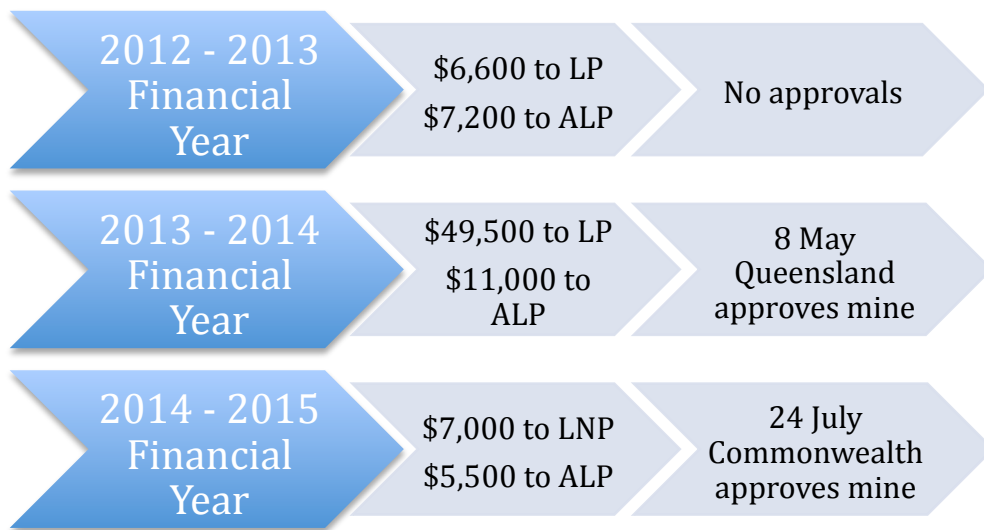 2012 - 2013
Financial
Year
$6,600 to LP
$7,200 to ALP
No approvals
2013 - 2014
Financial
Year
$49,500 to LP
$11,000 to
ALP
8 May
Queensland
approves mine
2014 - 2015
Financial
Year
$7,000 to LNP
$5,500 to ALP
24 July
Commonwealth
approves mine